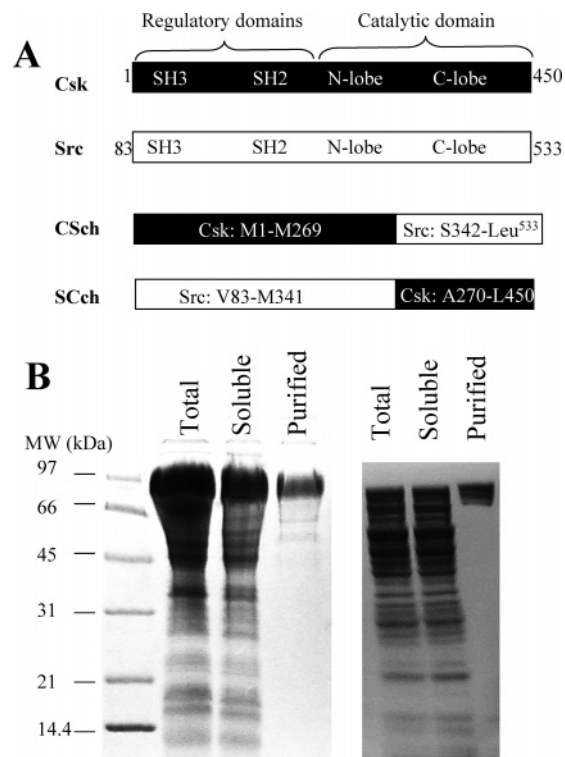 Regulatory domains Catalytic domain
A
Csk 1 SH3 SH2 N-lobe C-lobe 450
Src 83 SH3 SH2 N-lobe C-lobe 533
CSch Csk: M1-M269 Src: S342-Leu⁵³³
SCch Src: V83-M341 Csk: A270-L450
B
Total Soluble Purified Total Soluble Purified
MW (kDa)
97
66
45
31
21
14.4